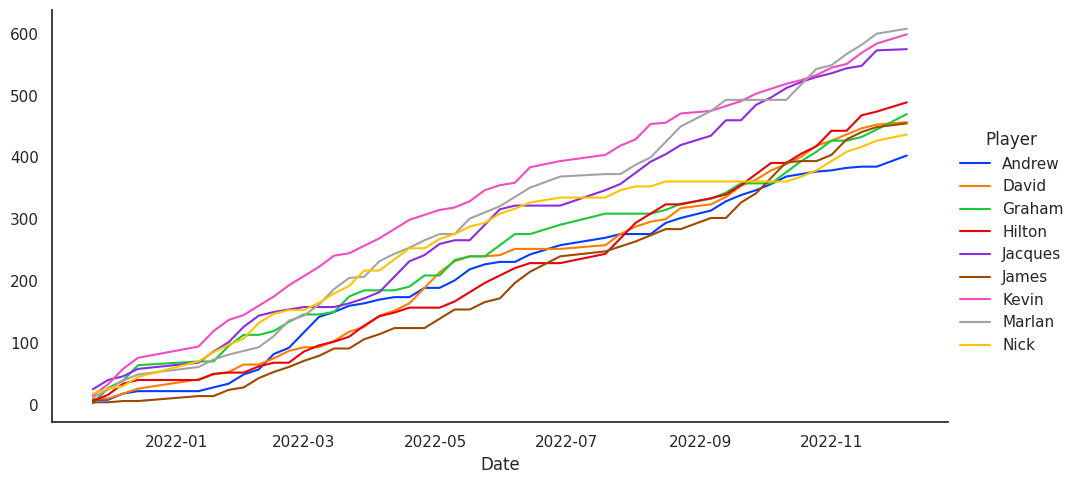 600
500
400
300
200
100
0
2022-01
2022-03
2022-05
2022-07
2022-09
2022-11
Date
Player
Andrew
David
Graham
Hilton
Jacques
James
Kevin
Marlan
Nick